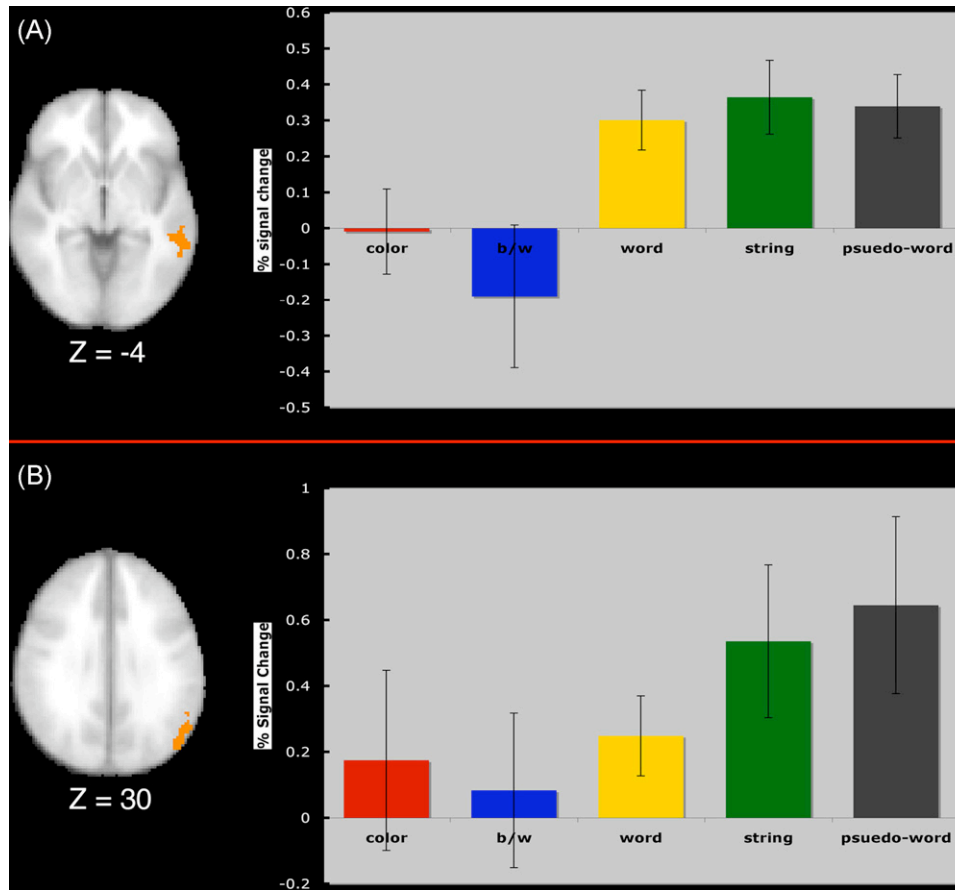 (A)
Z = -4
% signal change
0.6
0.5
0.4
0.3
0.2
0.1
0
-0.1
-0.2
-0.3
-0.4
-0.5
color b/w word string psuedo-word
(B)
Z = 30
% Signal Change
1
0.8
0.6
0.4
0.2
0
-0.2
color b/w word string psuedo-word